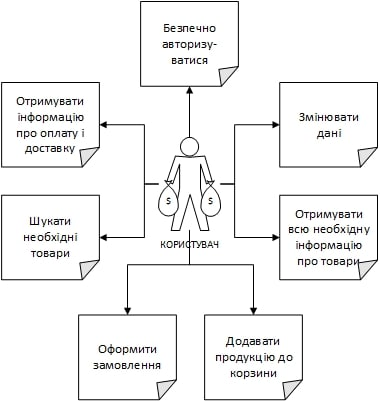 Безпечно
авторизу-
ватися
Отримувати
інформацію
про оплату і
доставку
Змінювати
дані
$ $
Шукати
необхідні
товари
КОРИСТУВАЧ
Отримувати
всю необхідну
інформацію
про товари
Оформити
замовлення
Додавати
продукцію до
корзини